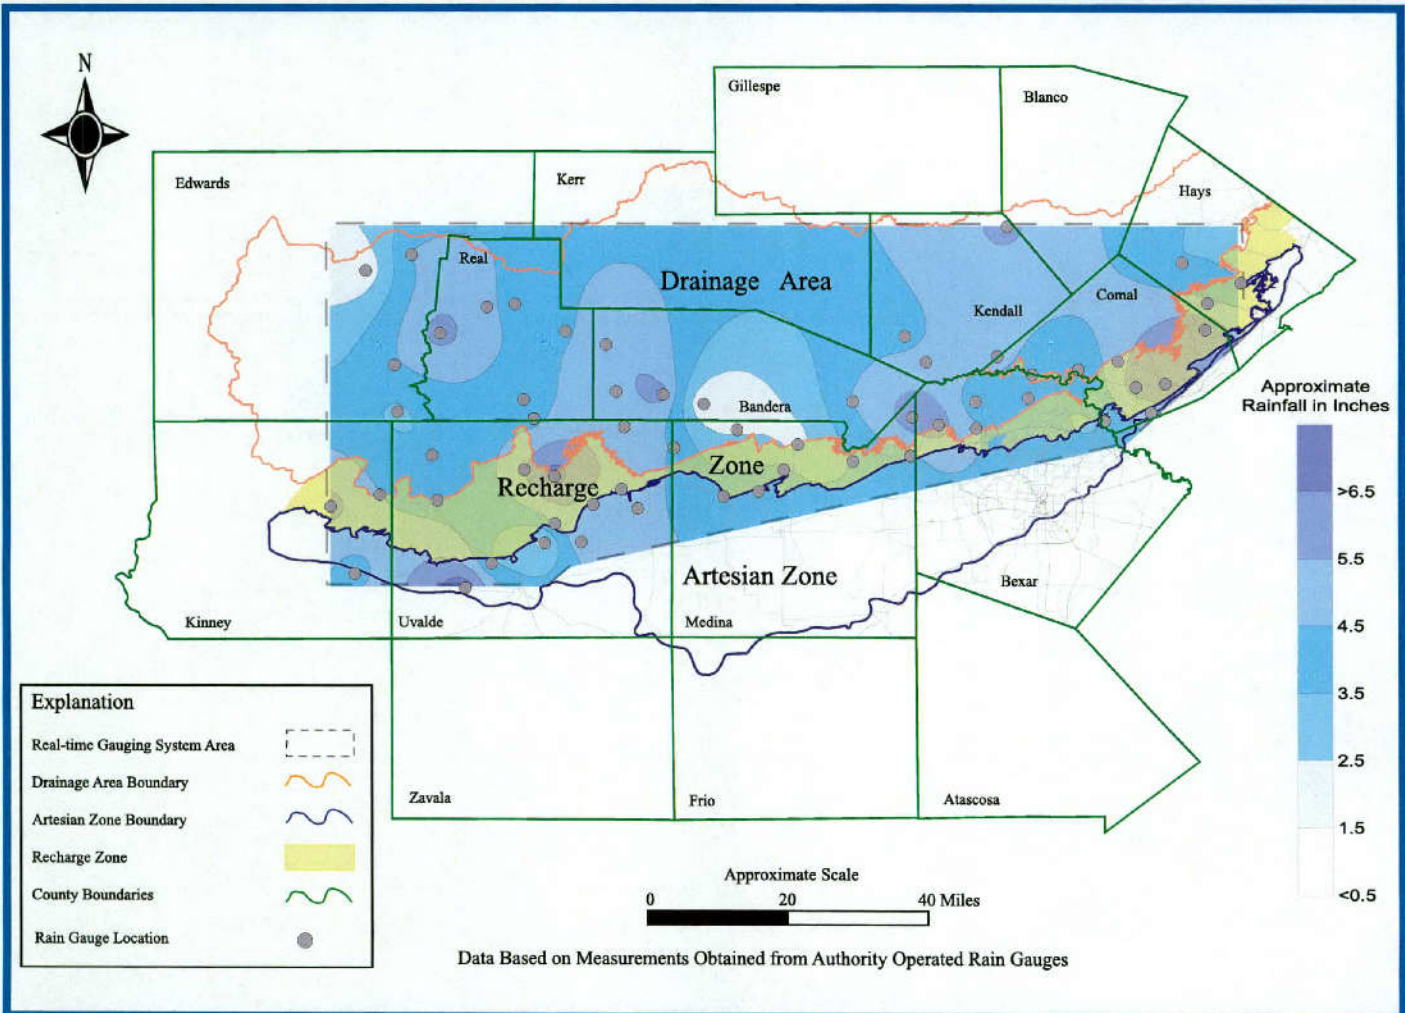 N
Gillespe
Blanco
Edwards
Kerr
Hays
Real
Drainage Area
Comal
Kendall
Approximate
Rainfall in Inches
Bandera
Zone
Recharge
>6.5
5.5
Artesian Zone
Bexar
Kinney
Uvalde
Medina
4.5
3.5
2.5
1.5
<0.5
Explanation
Real-time Gauging System Area
Drainage Area Boundary
Artesian Zone Boundary
Recharge Zone
County Boundaries
Rain Gauge Location
Zavala
Frio
Atascosa
Approximate Scale
0 20 40 Miles
Data Based on Measurements Obtained from Authority Operated Rain Gauges